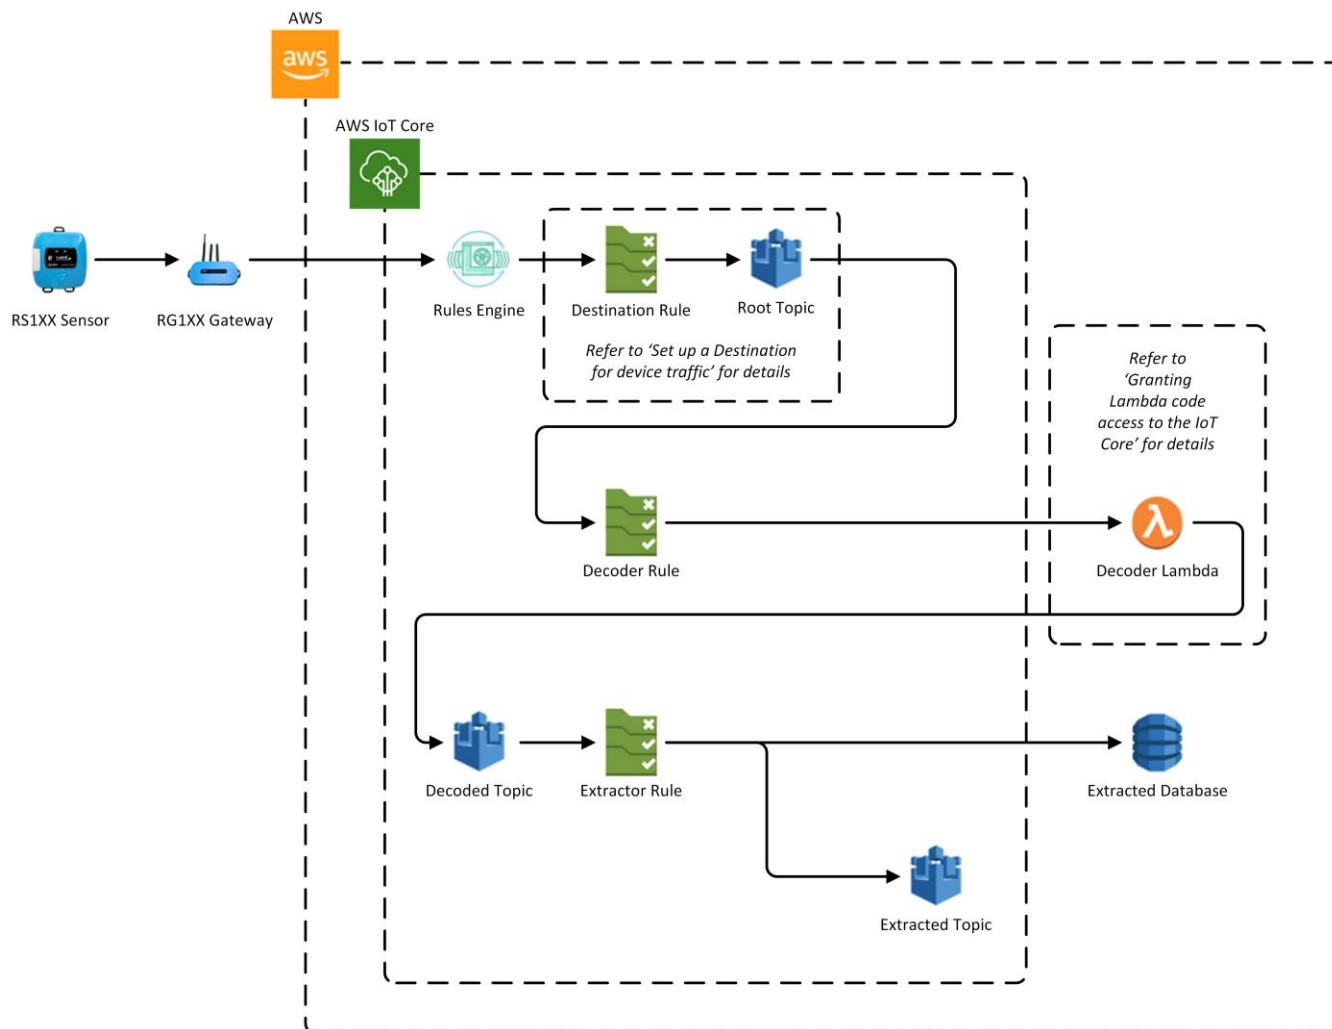 AWS
aws
AWS IoT Core
RS1XX Sensor
RG1XX Gateway
Rules Engine
Destination Rule
Root Topic
Refer to ‘Set up a Destination
for device traffic’ for details
Refer to
‘Granting
Lambda code
access to the IoT
Core’ for details
Decoder Rule
Decoder Lambda
Decoded Topic
Extractor Rule
Extracted Database
Extracted Topic